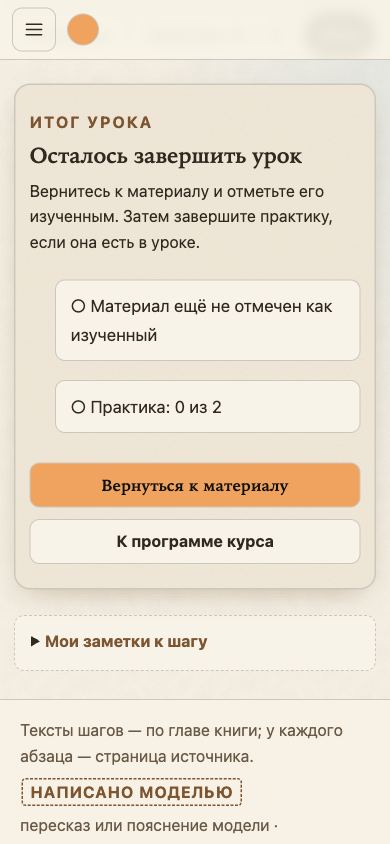 ИТОГ УРОКА
Осталось завершить урок
Вернитесь к материалу и отметьте его
изученным. Затем завершите практику,
если она есть в уроке.
○ Материал ещё не отмечен как
изученный
○ Практика: 0 из 2
Вернуться к материалу
К программе курса
▶ Мои заметки к шагу
Тексты шагов — по главе книги; у каждого
абзаца — страница источника.
НАПИСАНО МОДЕЛЬЮ
пересказ или пояснение модели ·